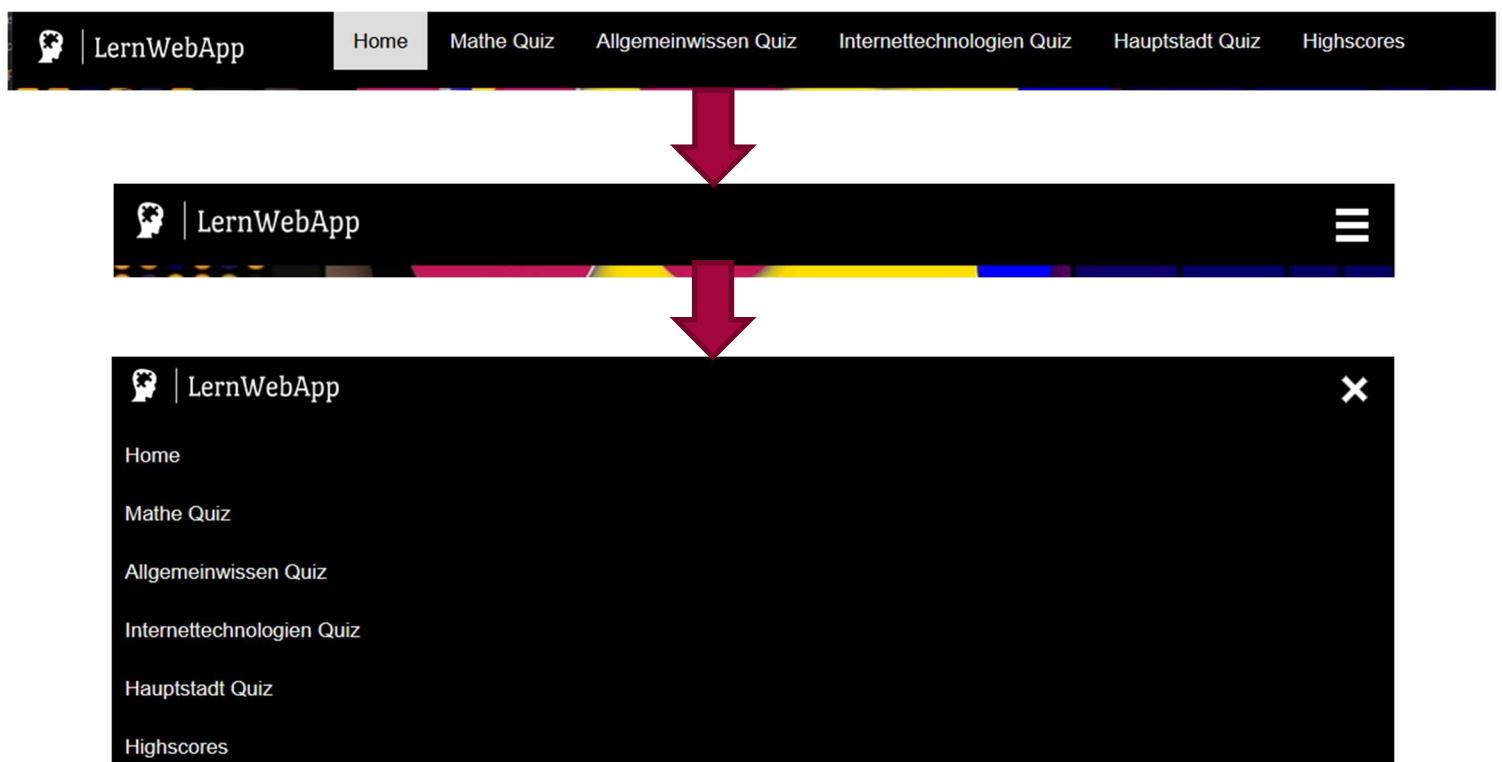 LernWebApp Home Mathe Quiz Allgemeinwissen Quiz Internettechnologien Quiz Hauptstadt Quiz Highscores
LernWebApp
LernWebApp
Home
Mathe Quiz
Allgemeinwissen Quiz
Internettechnologien Quiz
Hauptstadt Quiz
Highscores